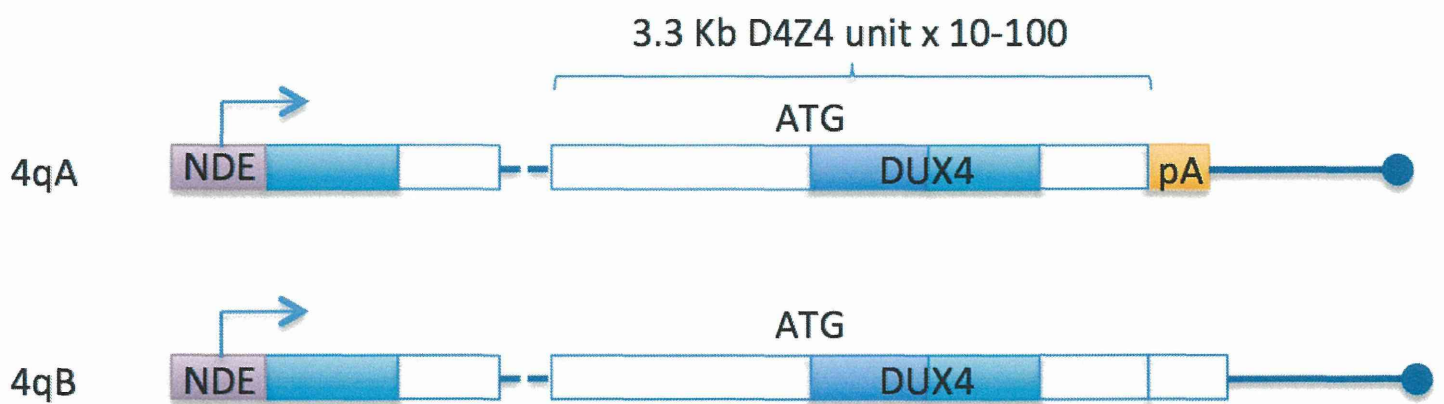 3.3 Kb D4Z4 unit x 10-100
ATG
4qA NDE DUX4 pA
ATG
4qB NDE DUX4